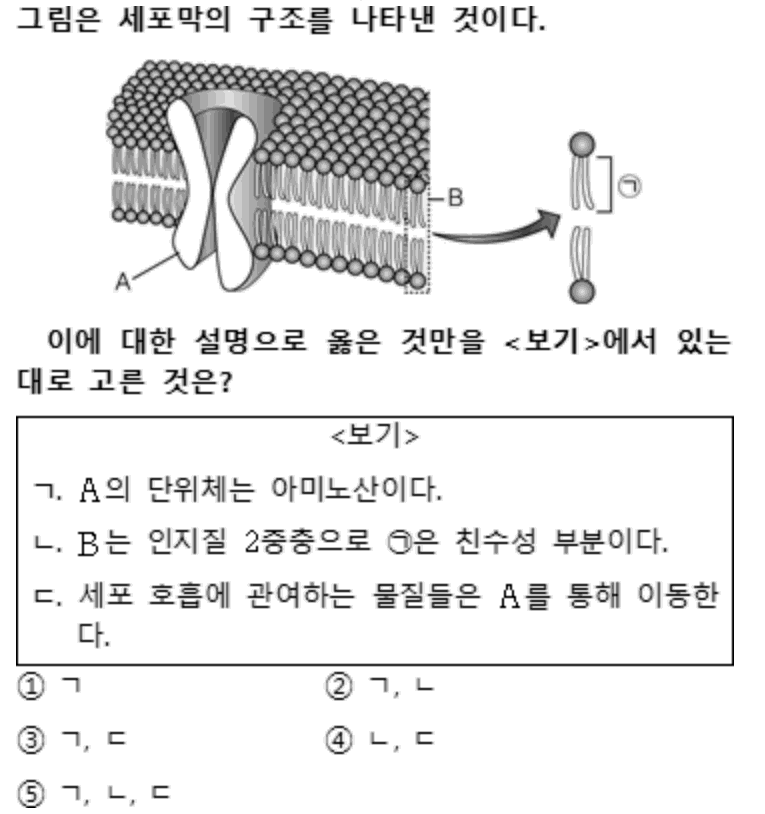 그림은 세포막의 구조를 나타낸 것이다.
A
B
㉠
이에 대한 설명으로 옳은 것만을 <보기>에서 있는
대로 고른 것은?
<보기>
ㄱ. A의 단위체는 아미노산이다.
ㄴ. B는 인지질 2중층으로 ㉠은 친수성 부분이다.
ㄷ. 세포 호흡에 관여하는 물질들은 A를 통해 이동한
다.
① ㄱ ② ㄱ, ㄴ
③ ㄱ, ㄷ ④ ㄴ, ㄷ
⑤ ㄱ, ㄴ, ㄷ